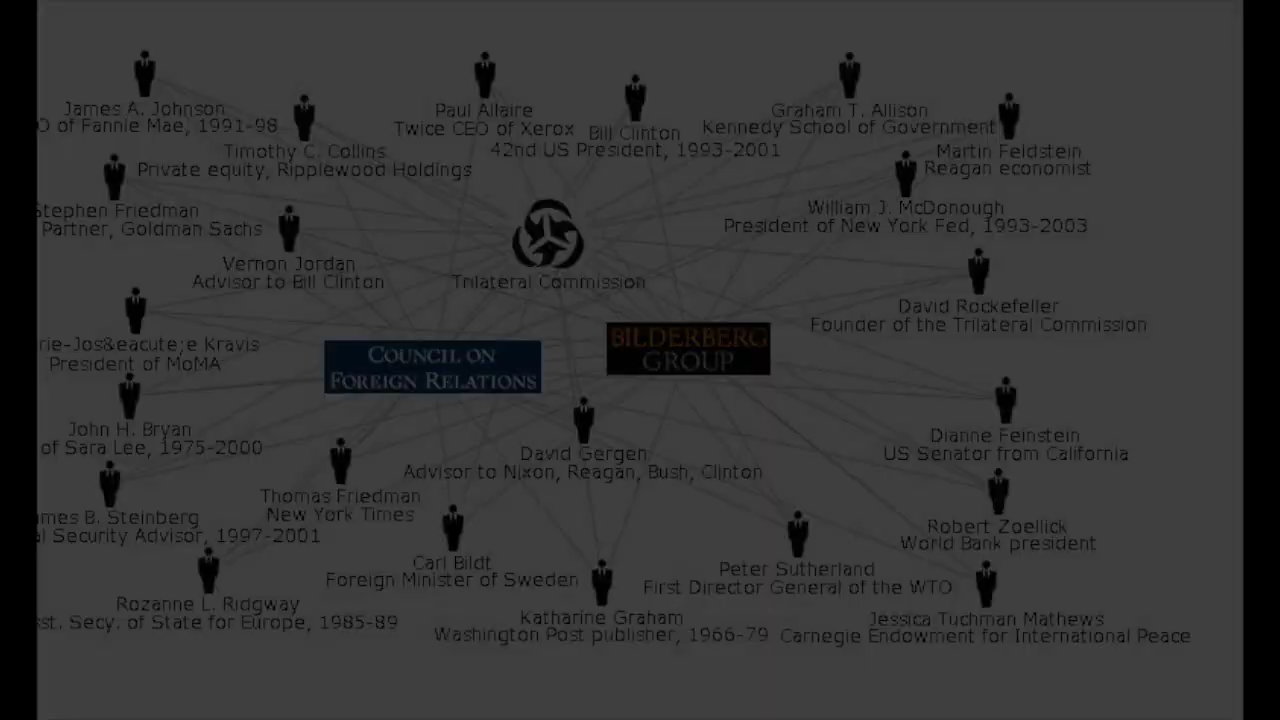 James A. Johnson
O of Fannie Mae, 1991-98
Timothy C. Collins
Private equity, Ripplewood Holdings
Paul Allaire
Twice CEO of Xerox
Bill Clinton
42nd US President, 1993-2001
Graham T. Allison
Kennedy School of Government
Martin Feldstein
Reagan economist
Stephen Friedman
Partner, Goldman Sachs
William J. McDonough
President of New York Fed, 1993-2003
Vernon Jordan
Advisor to Bill Clinton
Trilateral Commission
David Rockefeller
Founder of the Trilateral Commission
rie-Jos&eacute;e Kravis
President of MoMA
COUNCIL ON
FOREIGN RELATIONS
BILDERBERG
GROUP
John H. Bryan
of Sara Lee, 1975-2000
David Gergen
Advisor to Nixon, Reagan, Bush, Clinton
Dianne Feinstein
US Senator from California
Thomas Friedman
New York Times
mes B. Steinberg
al Security Advisor, 1997-2001
Robert Zoellick
World Bank president
Carl Bildt
Foreign Minister of Sweden
Peter Sutherland
First Director General of the WTO
Rozanne L. Ridgway
sst. Secy. of State for Europe, 1985-89
Katharine Graham
Washington Post publisher, 1966-79
Jessica Tuchman Mathews
Carnegie Endowment for International Peace